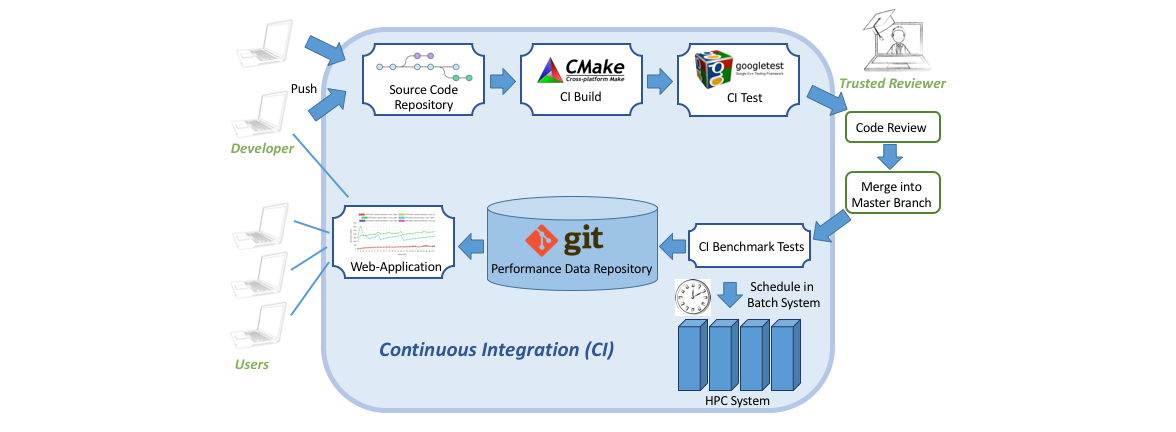 Push
Developer
Source Code
Repository
CMake
Cross-platform Make
CI Build
googletest
Google C++ Testing Framework
CI Test
Trusted Reviewer
Code Review
Merge into
Master Branch
CI Benchmark Tests
git
Performance Data Repository
Web-Application
Schedule in
Batch System
HPC System
Continuous Integration (CI)
Users